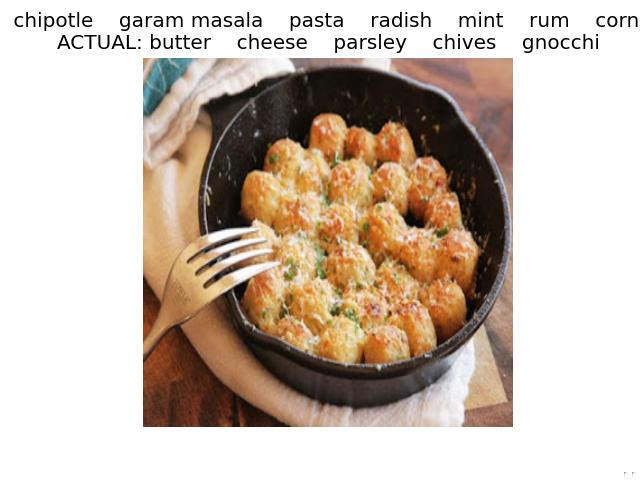 chipotle garam masala pasta radish mint rum corn
ACTUAL: butter cheese parsley chives gnocchi